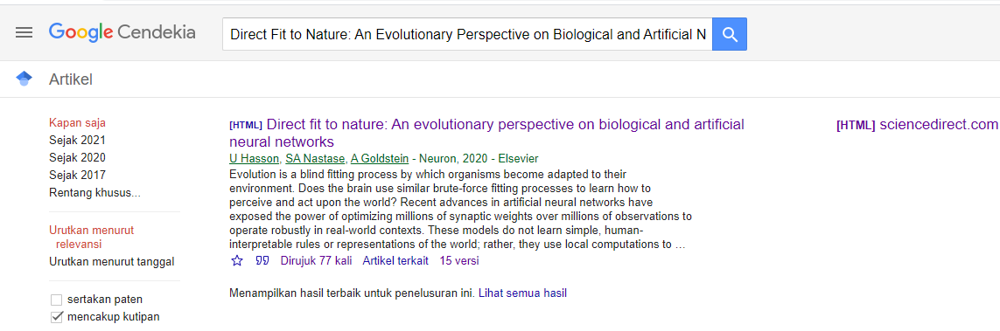 Google Cendekia
Direct Fit to Nature: An Evolutionary Perspective on Biological and Artificial N
Artikel
Kapan saja
Sejak 2021
Sejak 2020
Sejak 2017
Rentang khusus...
Urutkan menurut
relevansi
Urutkan menurut tanggal
sertakan paten
mencakup kutipan
[HTML] Direct fit to nature: An evolutionary perspective on biological and artificial
neural networks
U Hasson, SA Nastase, A Goldstein - Neuron, 2020 - Elsevier
Evolution is a blind fitting process by which organisms become adapted to their
environment. Does the brain use similar brute-force fitting processes to learn how to
perceive and act upon the world? Recent advances in artificial neural networks have
exposed the power of optimizing millions of synaptic weights over millions of observations to
operate robustly in real-world contexts. These models do not learn simple, human-
interpretable rules or representations of the world; rather, they use local computations to ...
Dirujuk 77 kali Artikel terkait 15 versi
Menampilkan hasil terbaik untuk penelusuran ini. Lihat semua hasil
[HTML] sciencedirect.com